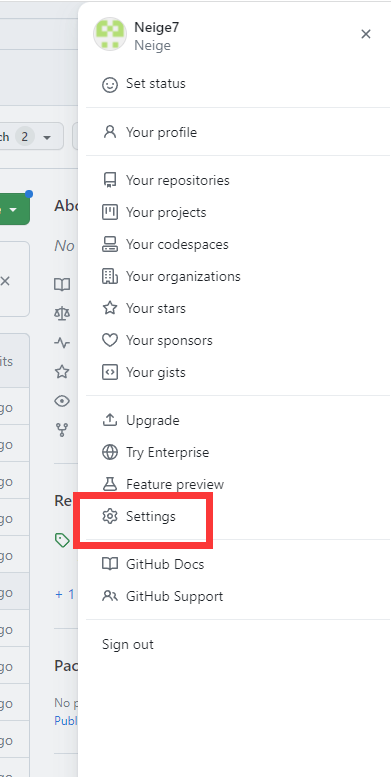 Neige7
Neige
Set status
ch 2
Your profile
Your repositories
Abo
Your projects
No
Your codespaces
Your organizations
Your stars
Your sponsors
its
Your gists
go
Upgrade
go
Try Enterprise
go
Feature preview
Re
Settings
go
go
GitHub Docs
+ 1
go
GitHub Support
go
Sign out
Pac
go
No p
go
Publ
go